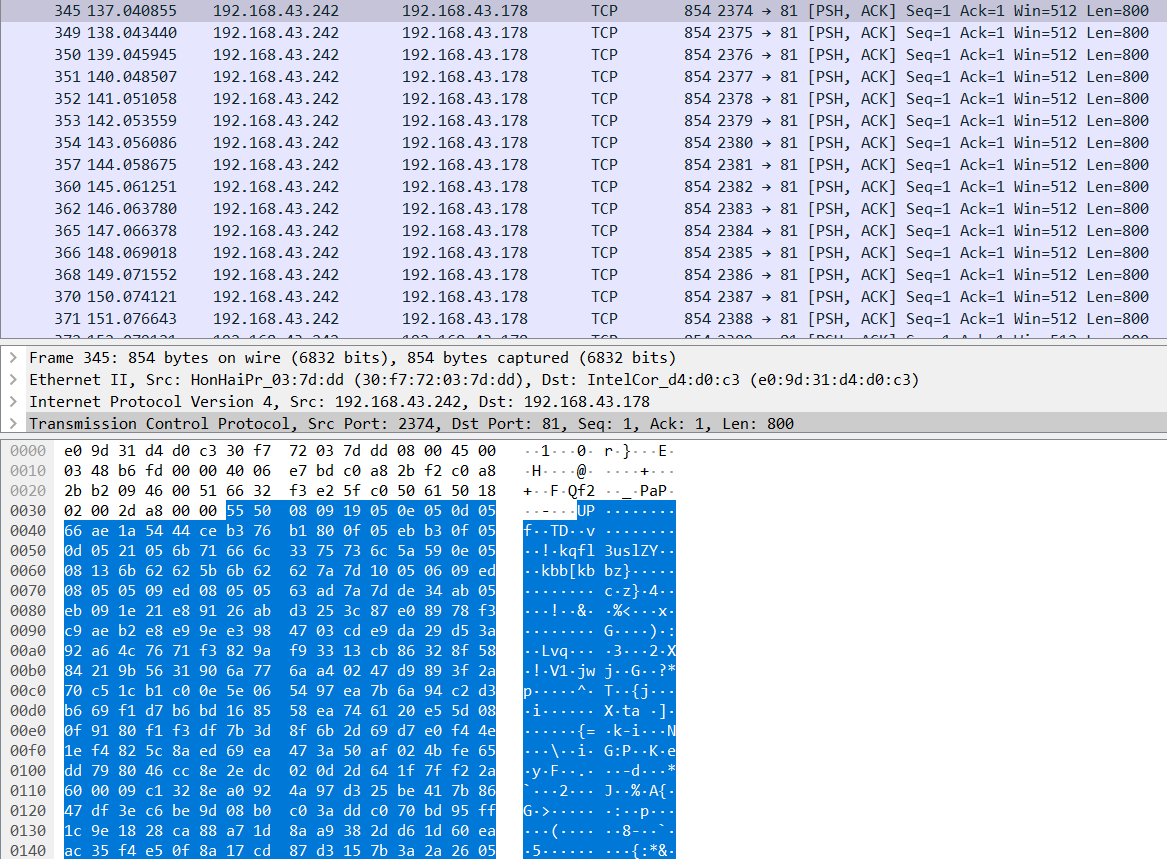 345 137.040855 192.168.43.242 192.168.43.178 TCP 854 2374 → 81 [PSH, ACK] Seq=1 Ack=1 Win=512 Len=800
349 138.043440 192.168.43.242 192.168.43.178 TCP 854 2375 → 81 [PSH, ACK] Seq=1 Ack=1 Win=512 Len=800
350 139.045945 192.168.43.242 192.168.43.178 TCP 854 2376 → 81 [PSH, ACK] Seq=1 Ack=1 Win=512 Len=800
351 140.048507 192.168.43.242 192.168.43.178 TCP 854 2377 → 81 [PSH, ACK] Seq=1 Ack=1 Win=512 Len=800
352 141.051058 192.168.43.242 192.168.43.178 TCP 854 2378 → 81 [PSH, ACK] Seq=1 Ack=1 Win=512 Len=800
353 142.053559 192.168.43.242 192.168.43.178 TCP 854 2379 → 81 [PSH, ACK] Seq=1 Ack=1 Win=512 Len=800
354 143.056086 192.168.43.242 192.168.43.178 TCP 854 2380 → 81 [PSH, ACK] Seq=1 Ack=1 Win=512 Len=800
357 144.058675 192.168.43.242 192.168.43.178 TCP 854 2381 → 81 [PSH, ACK] Seq=1 Ack=1 Win=512 Len=800
360 145.061251 192.168.43.242 192.168.43.178 TCP 854 2382 → 81 [PSH, ACK] Seq=1 Ack=1 Win=512 Len=800
362 146.063780 192.168.43.242 192.168.43.178 TCP 854 2383 → 81 [PSH, ACK] Seq=1 Ack=1 Win=512 Len=800
365 147.066378 192.168.43.242 192.168.43.178 TCP 854 2384 → 81 [PSH, ACK] Seq=1 Ack=1 Win=512 Len=800
366 148.069018 192.168.43.242 192.168.43.178 TCP 854 2385 → 81 [PSH, ACK] Seq=1 Ack=1 Win=512 Len=800
368 149.071552 192.168.43.242 192.168.43.178 TCP 854 2386 → 81 [PSH, ACK] Seq=1 Ack=1 Win=512 Len=800
370 150.074121 192.168.43.242 192.168.43.178 TCP 854 2387 → 81 [PSH, ACK] Seq=1 Ack=1 Win=512 Len=800
371 151.076643 192.168.43.242 192.168.43.178 TCP 854 2388 → 81 [PSH, ACK] Seq=1 Ack=1 Win=512 Len=800
Frame 345: 854 bytes on wire (6832 bits), 854 bytes captured (6832 bits)
Ethernet II, Src: HonHaiPr_03:7d:dd (30:f7:72:03:7d:dd), Dst: IntelCor_d4:d0:c3 (e0:9d:31:d4:d0:c3)
Internet Protocol Version 4, Src: 192.168.43.242, Dst: 192.168.43.178
Transmission Control Protocol, Src Port: 2374, Dst Port: 81, Seq: 1, Ack: 1, Len: 800
0000 e0 9d 31 d4 d0 c3 30 f7 72 03 7d dd 08 00 45 00 ··1···0· r·}···E·
0010 03 48 b6 fd 00 00 40 06 e7 bd c0 a8 2b f2 c0 a8 ·H····@· ····+···
0020 2b b2 09 46 00 51 66 32 f3 e2 5f c0 50 61 50 18 +··F·Qf2 ··_·PaP·
0030 02 00 2d a8 00 00 55 50 08 09 19 05 0e 05 0d 05 ··-···UP ········
0040 66 ae 1a 54 44 ce b3 76 b1 80 0f 05 eb b3 0f 05 f··TD··v ········
0050 0d 05 21 05 6b 71 66 6c 33 75 73 6c 5a 59 0e 05 ··!·kqfl 3uslZY··
0060 08 13 6b 62 62 5b 6b 62 62 7a 7d 10 05 06 09 ed ··kbb[kb bz}·····
0070 08 05 05 09 ed 08 05 05 63 ad 7a 7d de 34 ab 05 ········ c·z}·4··
0080 eb 09 1e 21 e8 91 26 ab d3 25 3c 87 e0 89 78 f3 ···!··&· ·%<···x·
0090 c9 ae b2 e8 e9 9e e3 98 47 03 cd e9 da 29 d5 3a ········ G····)·:
00a0 92 a6 4c 76 71 f3 82 9a f9 33 13 cb 86 32 8f 58 ··Lvq··· ·3···2·X
00b0 84 21 9b 56 31 90 6a 77 6a a4 02 47 d9 89 3f 2a ·!·V1·jw j··G··?*
00c0 70 c5 1c b1 c0 0e 5e 06 54 97 ea 7b 6a 94 c2 d3 p·····^· T··{j···
00d0 b6 69 f1 d7 b6 bd 16 85 58 ea 74 61 20 e5 5d 08 ·i······ X·ta ·]·
00e0 0f 91 80 f1 f3 df 7b 3d 8f 6b 2d 69 d7 e0 f4 4e ······{= ·k-i···N
00f0 1e f4 82 5c 8a ed 69 ea 47 3a 50 af 02 4b fe 65 ···\··i· G:P··K·e
0100 dd 79 80 46 cc 8e 2e dc 02 0d 2d 64 1f 7f f2 2a ·y·F··.· ··-d···*
0110 60 00 09 c1 32 8e a0 92 4a 97 d3 25 be 41 7b 86 `···2··· J··%·A{·
0120 47 df 3e c6 be 9d 08 b0 c0 3a dd c0 70 bd 95 ff G·>····· ·:··p···
0130 1c 9e 18 28 ca 88 a7 1d 8a a9 38 2d d6 1d 60 ea ···(···· ··8-··`·
0140 ac 35 f4 e5 0f 8a 17 cd 87 d3 15 7b 3a 2a 26 05 ·5······ ···{:*&·